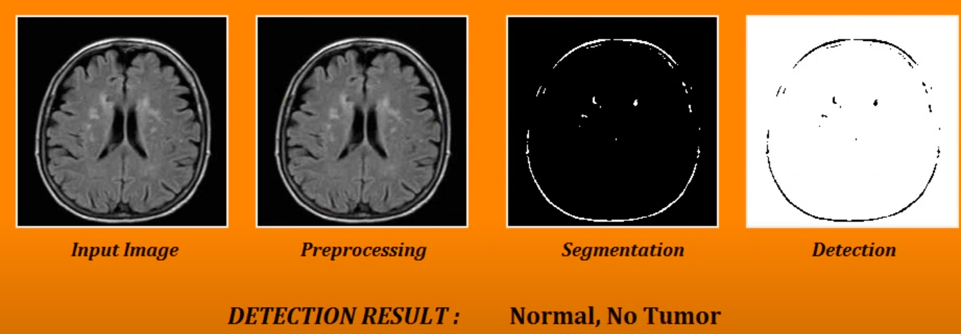 Input Image
Preprocessing
Segmentation
Detection
DETECTION RESULT : Normal, No Tumor